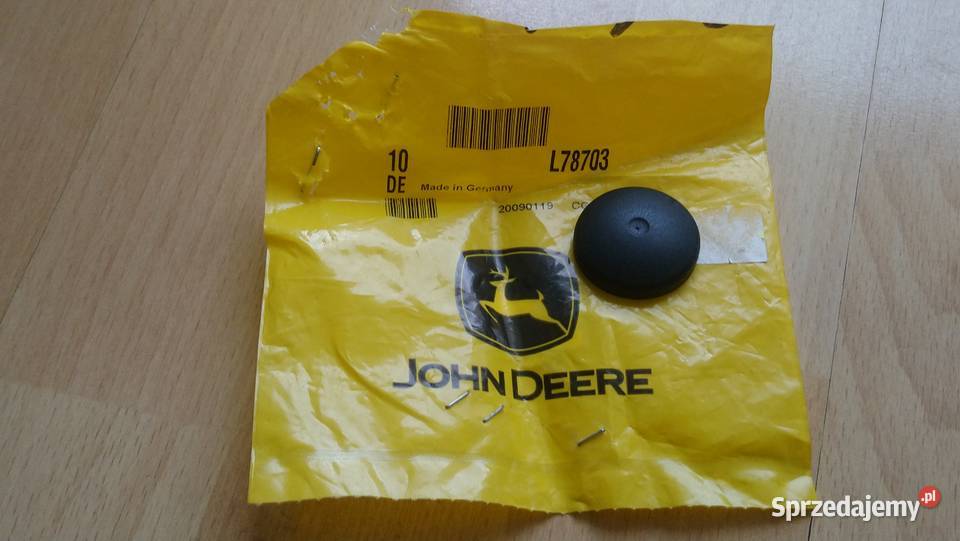 10 L78703
DE Made in Germany
20090119
JOHN DEERE
Sprzedajemy.pl